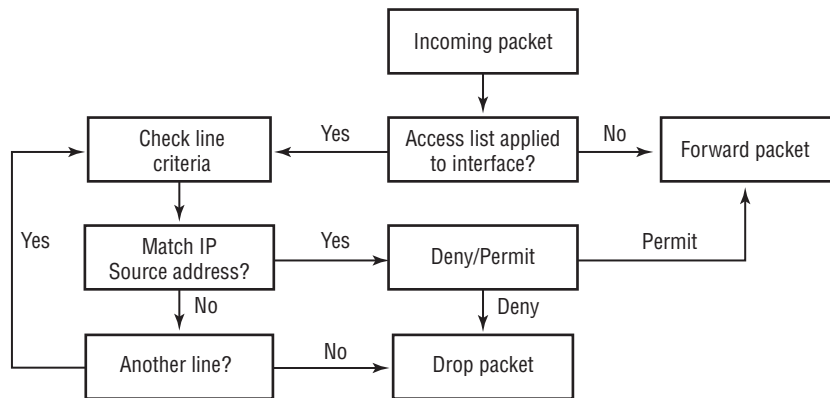 Incoming packet
Check line
criteria
Yes
Access list applied
to interface?
No
Forward packet
Yes
Match IP
Source address?
Yes
Deny/Permit
Permit
No
Deny
Another line?
No
Drop packet